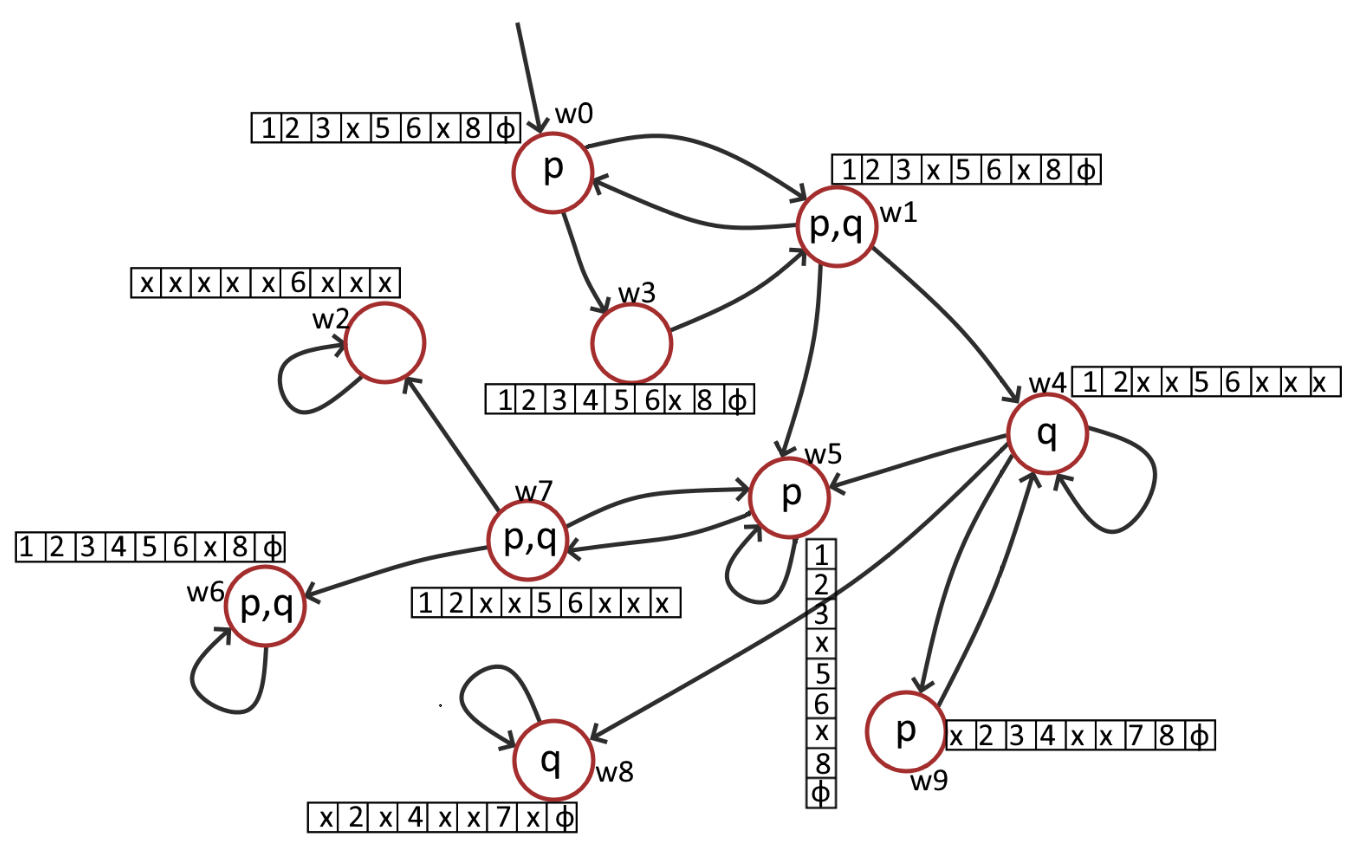 w0
1 2 3 x 5 6 x 8 ϕ
p
1 2 3 x 5 6 x 8 ϕ
p,q
w1
x x x x x 6 x x x
w2
w3
1 2 3 4 5 6 x 8 ϕ
w4
1 2 x x 5 6 x x x
q
w5
p
1
2
3
x
5
6
x
8
ϕ
w7
p,q
1 2 x x 5 6 x x x
1 2 3 4 5 6 x 8 ϕ
w6
p,q
q
w8
x 2 x 4 x x 7 x ϕ
p
x 2 3 4 x x 7 8 ϕ
w9